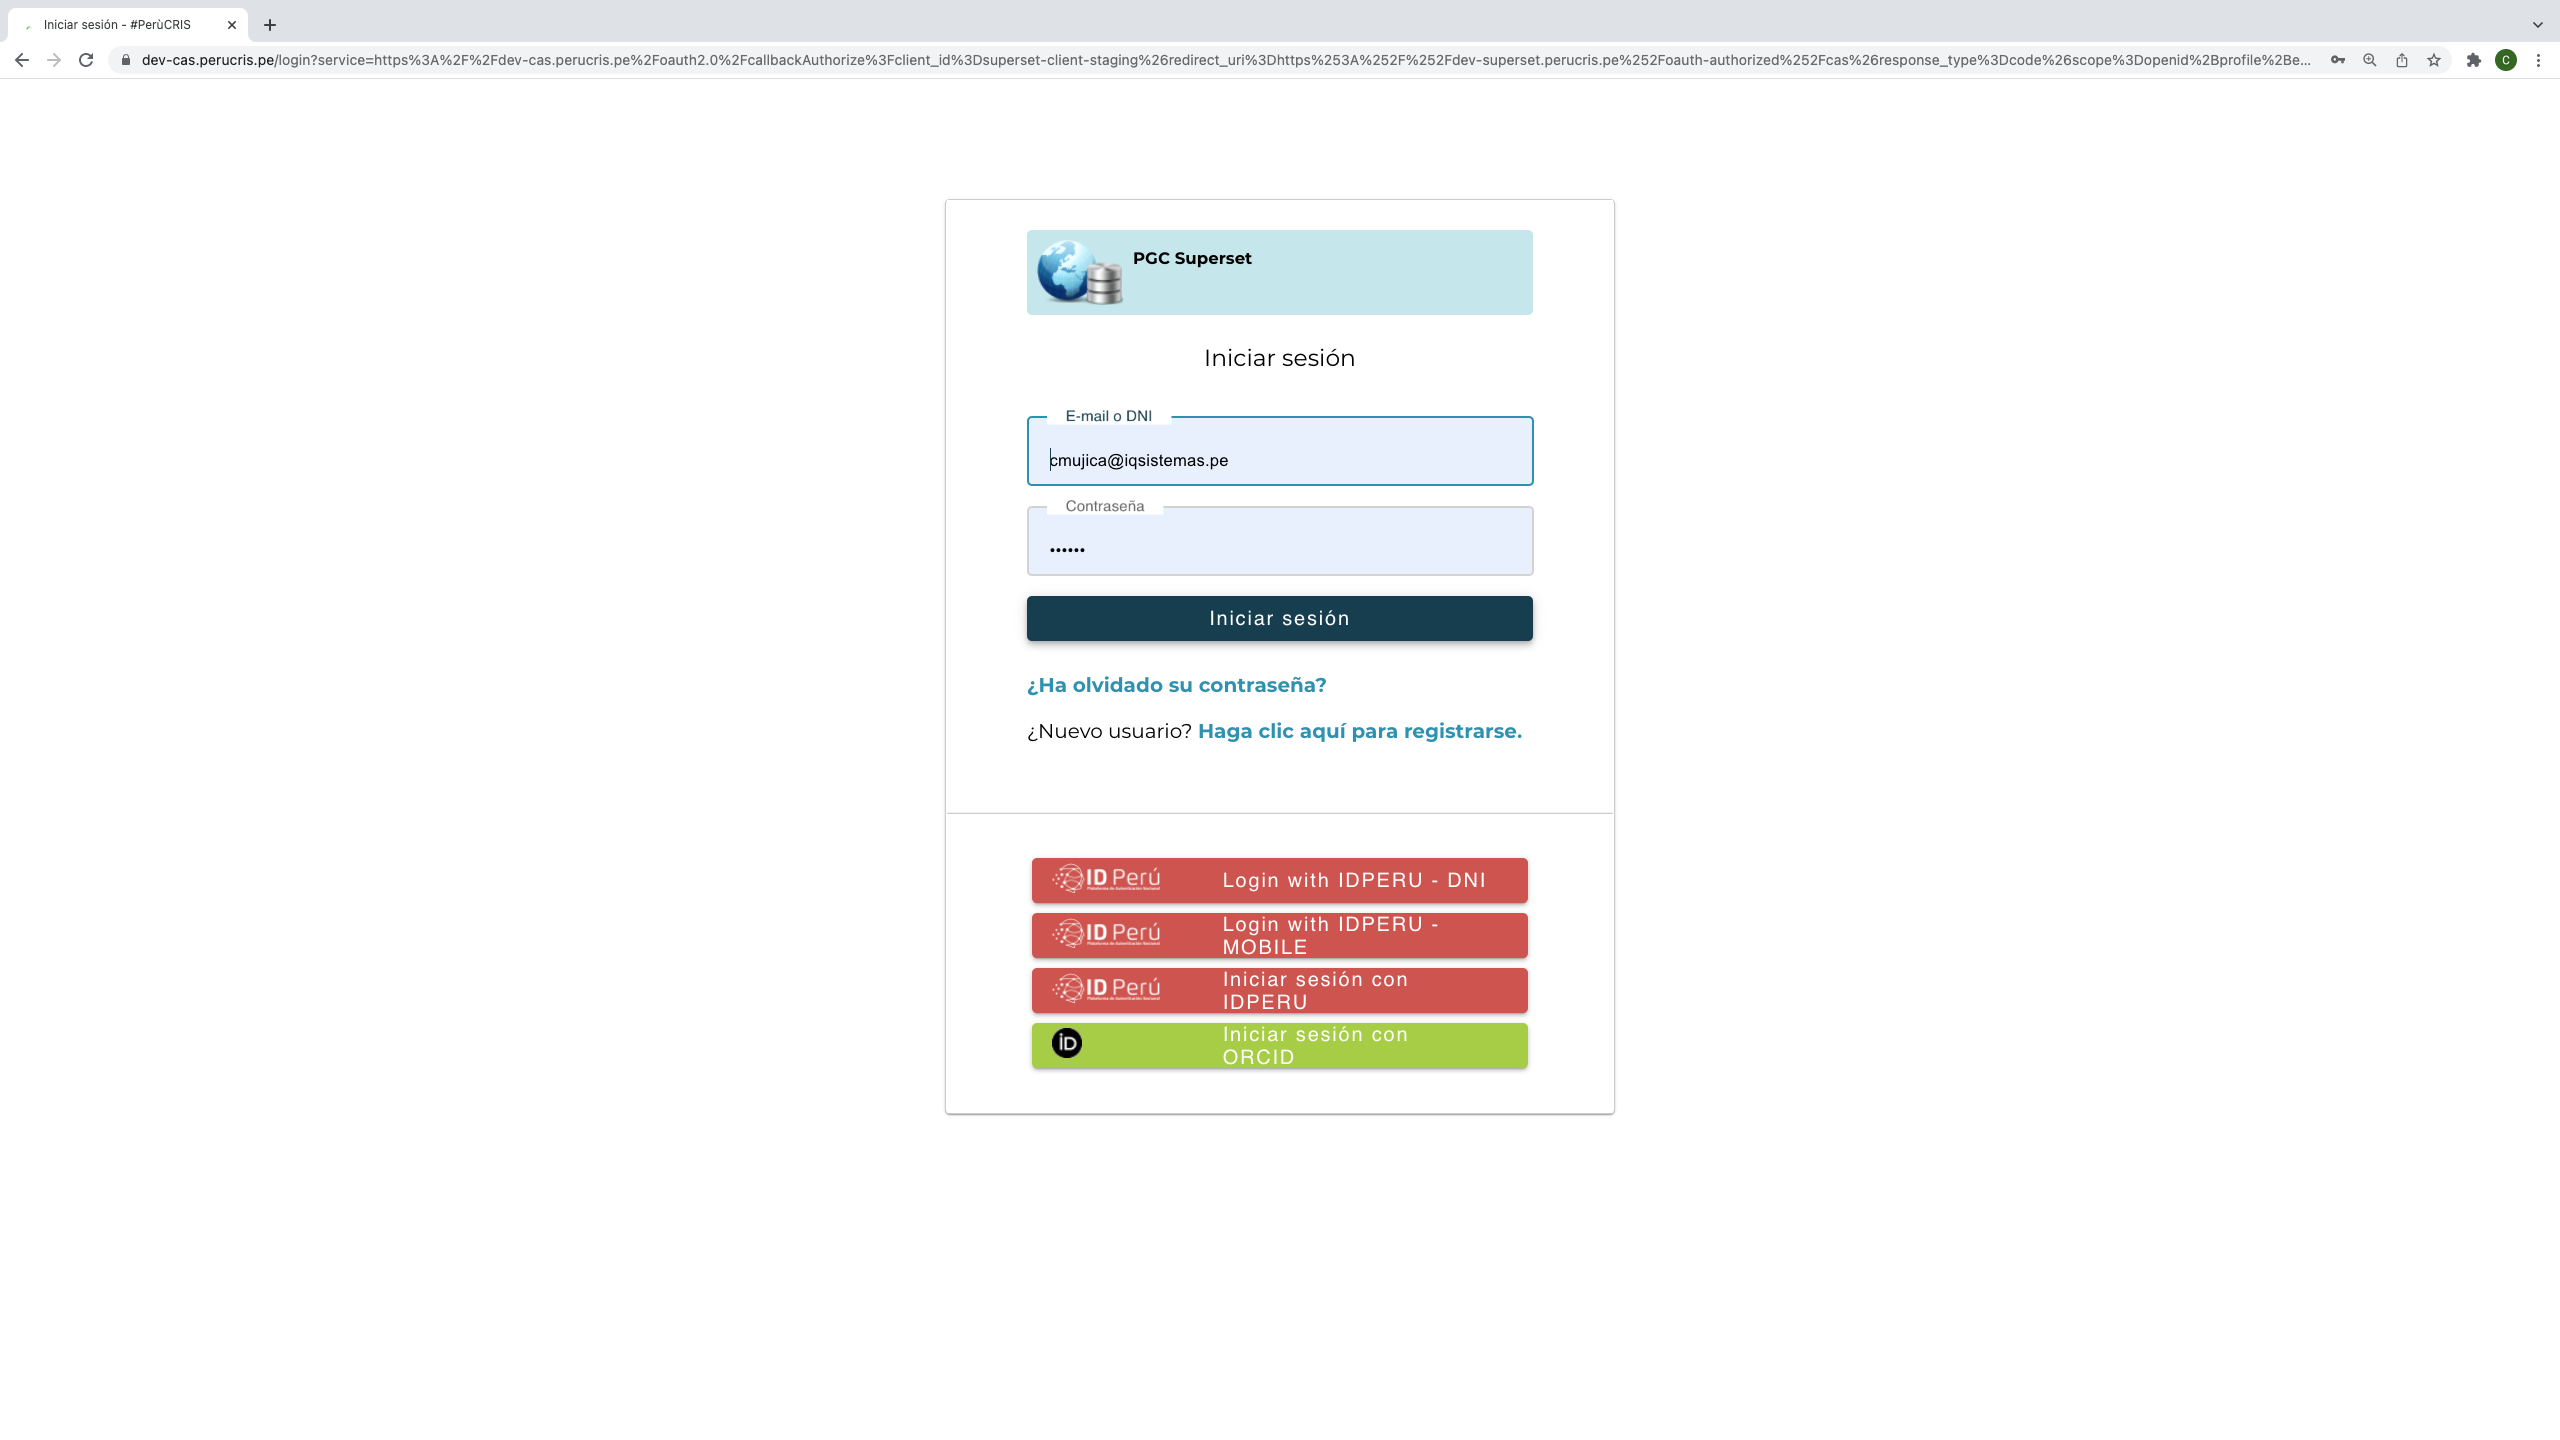 Iniciar sesión - #PerùCRIS
dev-cas.perucris.pe/login?service=https%3A%2F%2Fdev-cas.perucris.pe%2Foauth2.0%2FcallbackAuthorize%3Fclient_id%3Dsuperset-client-staging%26redirect_uri%3Dhttps%253A%252F%252Fdev-superset.perucris.pe%252Foauth-authorized%252Fcas%26response_type%3Dcode%26scope%3Dopenid%2Bprofile%2Be...
C
PGC Superset
Iniciar sesión
E-mail o DNI
cmujica@iqsistemas.pe
Contraseña
••••••
Iniciar sesión
¿Ha olvidado su contraseña?
¿Nuevo usuario? Haga clic aquí para registrarse.
ID Perú
Login with IDPERU - DNI
ID Perú
Login with IDPERU -
MOBILE
ID Perú
Iniciar sesión con
IDPERU
iD
Iniciar sesión con
ORCID